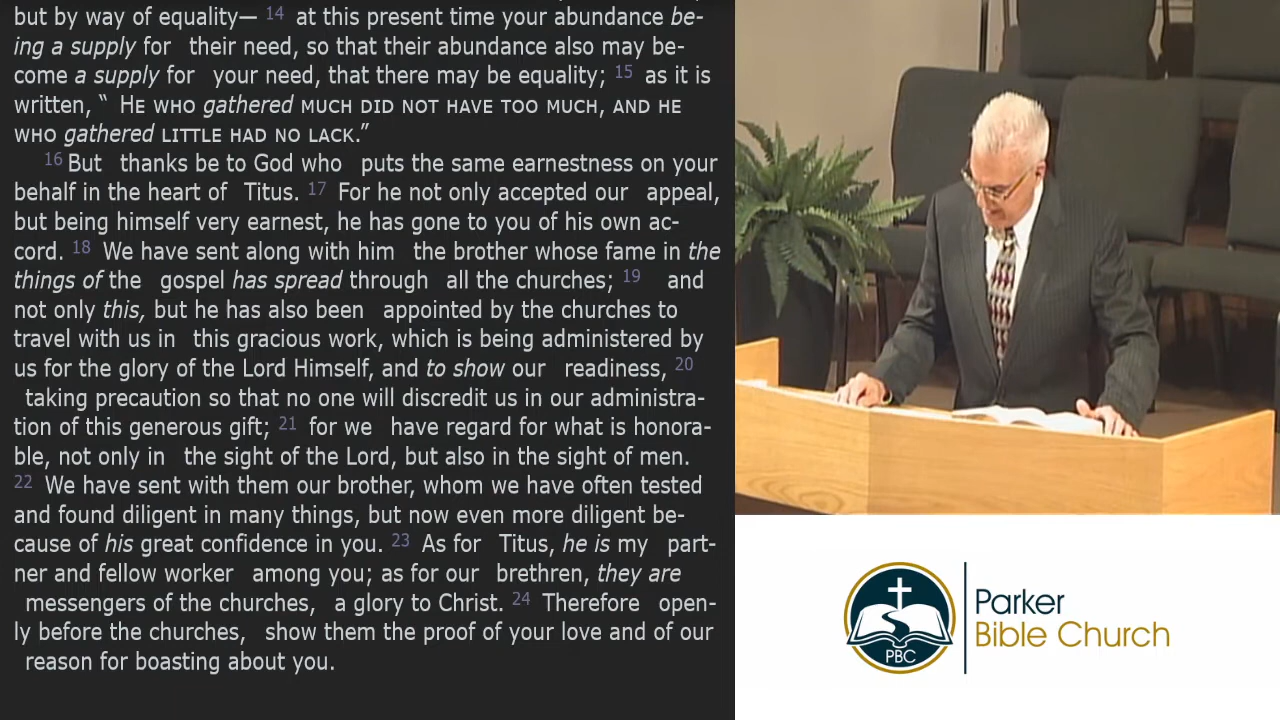 but by way of equality— 14 at this present time your abundance be-
ing a supply for their need, so that their abundance also may be-
come a supply for your need, that there may be equality; 15 as it is
written, “ HE WHO gathered MUCH DID NOT HAVE TOO MUCH, AND HE
WHO gathered LITTLE HAD NO LACK.”
16 But thanks be to God who puts the same earnestness on your
behalf in the heart of Titus. 17 For he not only accepted our appeal,
but being himself very earnest, he has gone to you of his own ac-
cord. 18 We have sent along with him the brother whose fame in the
things of the gospel has spread through all the churches; 19 and
not only this, but he has also been appointed by the churches to
travel with us in this gracious work, which is being administered by
us for the glory of the Lord Himself, and to show our readiness, 20
taking precaution so that no one will discredit us in our administra-
tion of this generous gift; 21 for we have regard for what is honora-
ble, not only in the sight of the Lord, but also in the sight of men.
22 We have sent with them our brother, whom we have often tested
and found diligent in many things, but now even more diligent be-
cause of his great confidence in you. 23 As for Titus, he is my part-
ner and fellow worker among you; as for our brethren, they are
messengers of the churches, a glory to Christ. 24 Therefore open-
ly before the churches, show them the proof of your love and of our
reason for boasting about you.
PBC
Parker
Bible Church